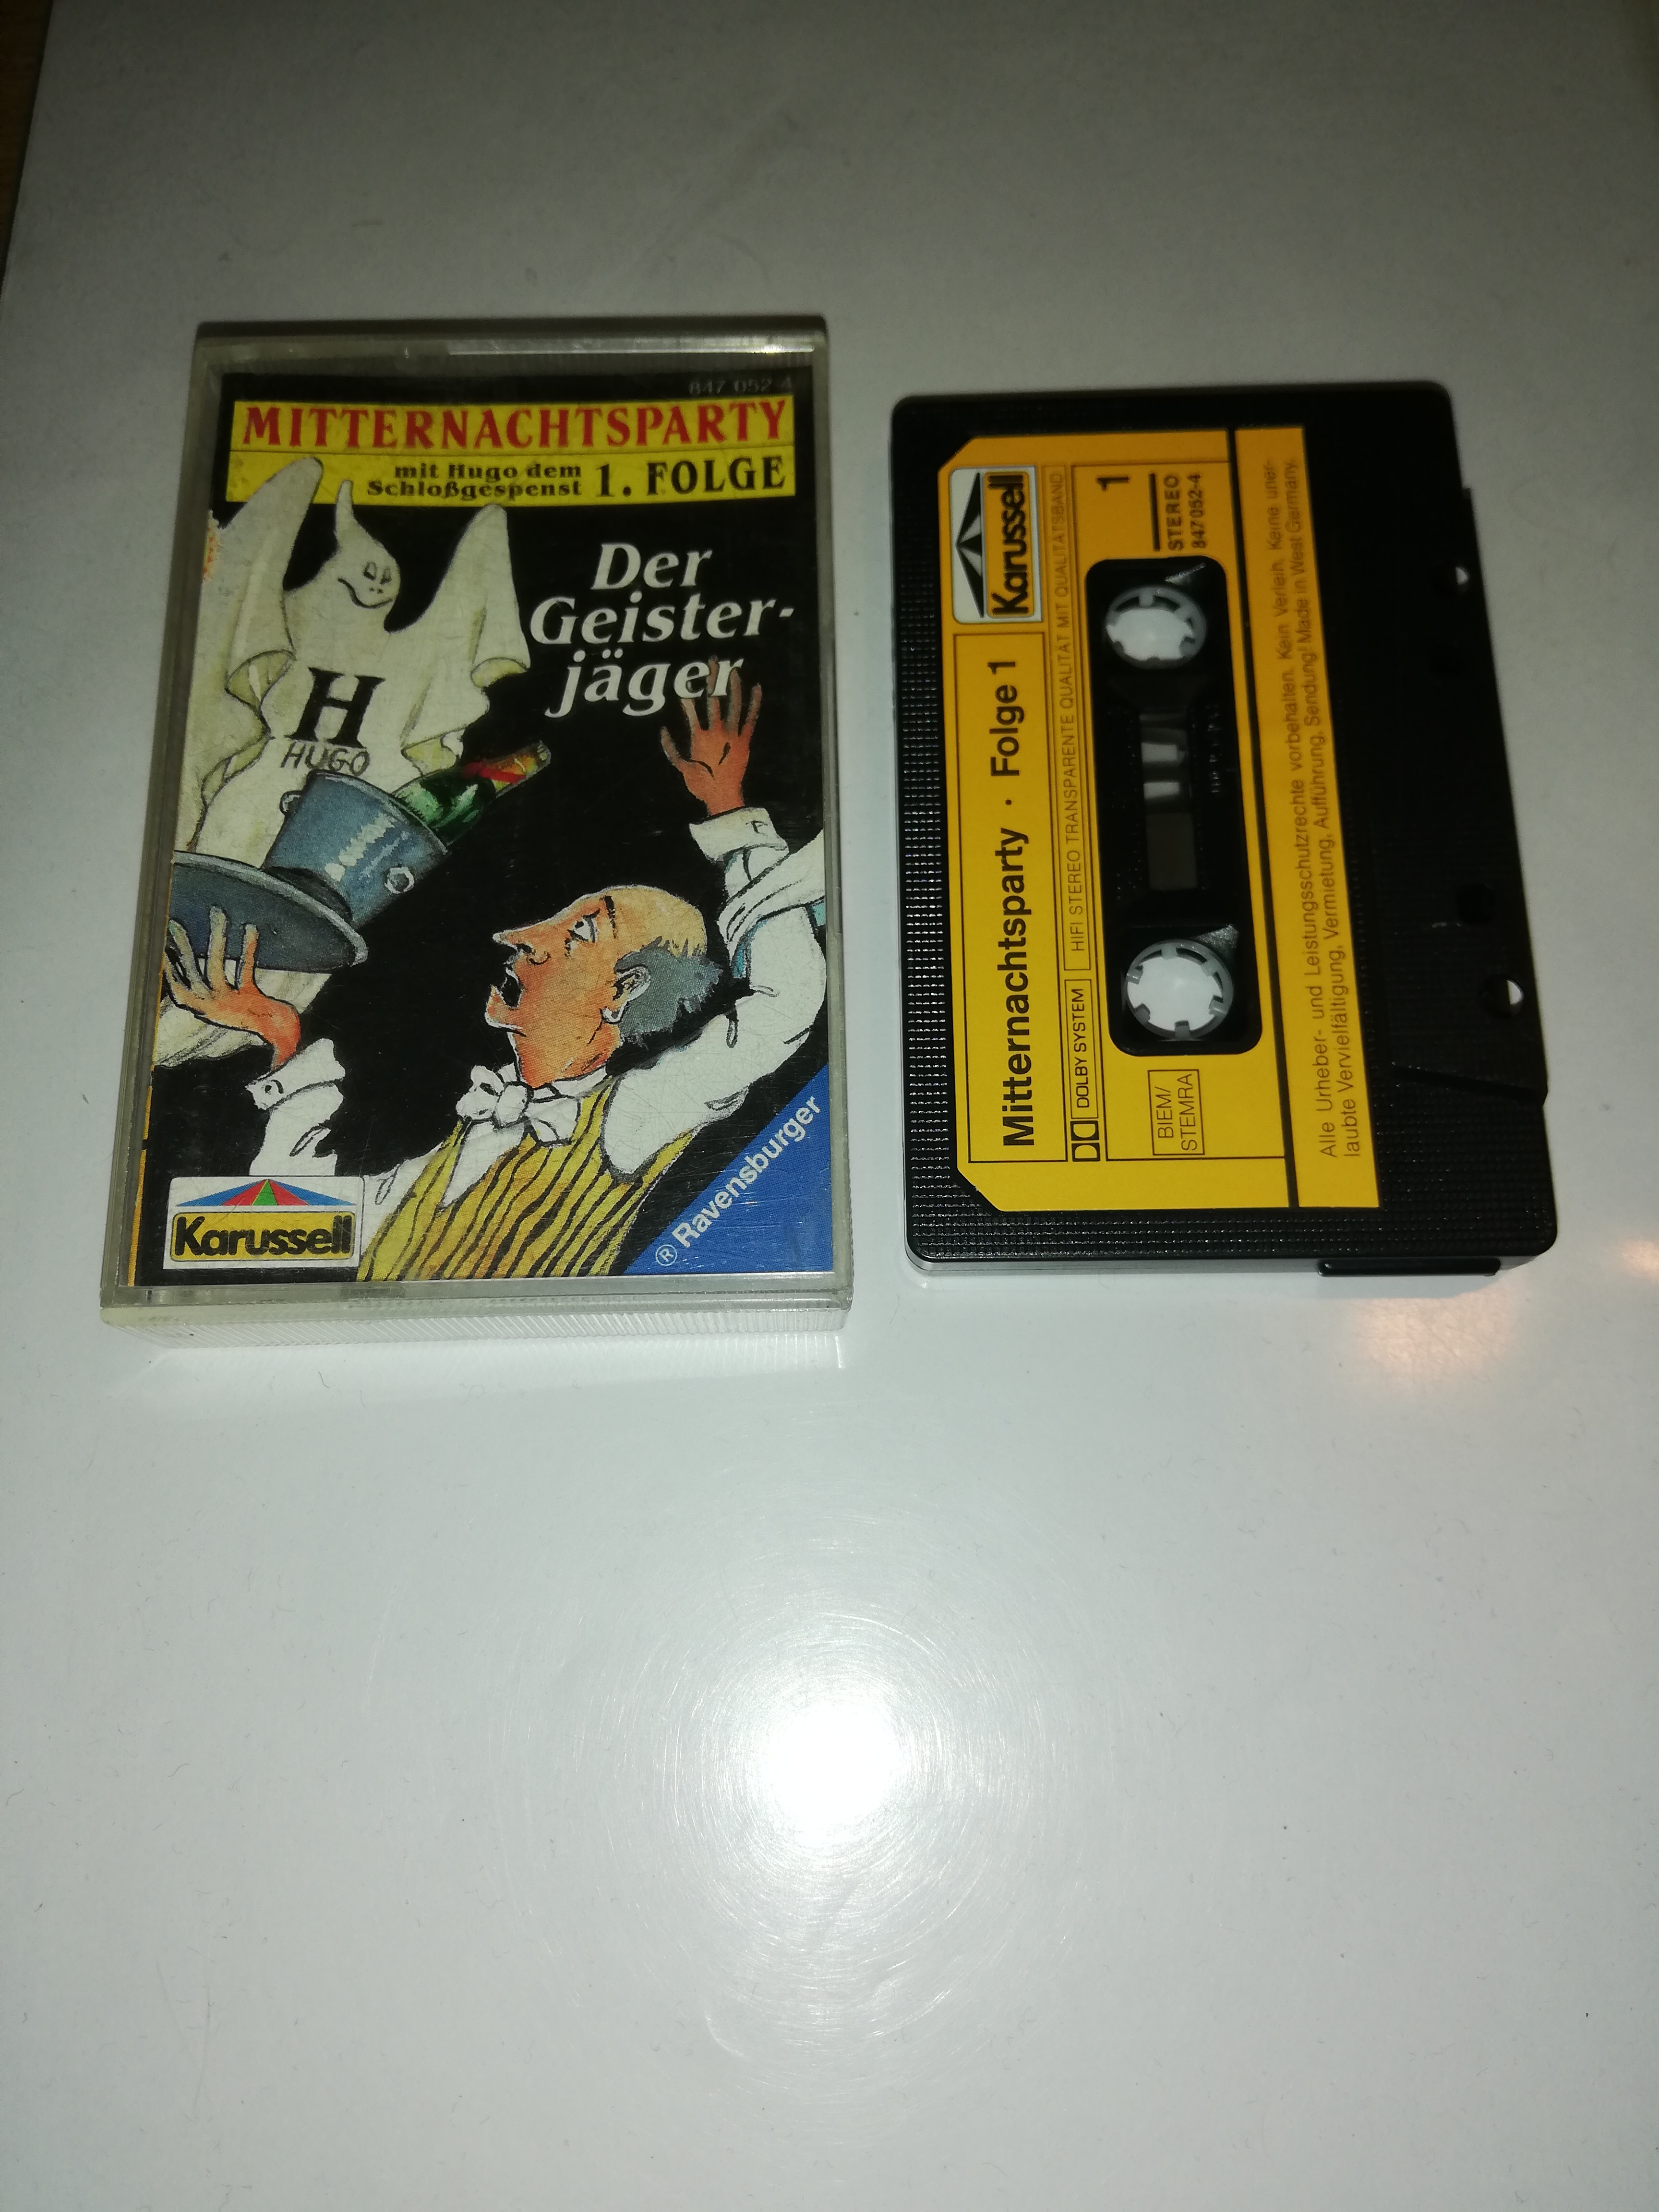 847 052-4
MITTERNACHTSPARTY
mit Hugo dem
Schloßgespenst
1. FOLGE
Der
Geister-
jäger
H
HUGO
Karussell
® Ravensburger
Karussell
Mitternachtsparty · Folge 1
DOLBY SYSTEM
HIFI STEREO TRANSPARENTE QUALITÄT MIT QUALITÄTSBAND
1
STEREO
847 052-4
BIEM/
STEMRA
Alle Urheber- und Leistungsschutzrechte vorbehalten. Kein Verleih, Keine uner-
laubte Vervielfältigung, Vermietung, Aufführung, Sendung! Made in West Germany.